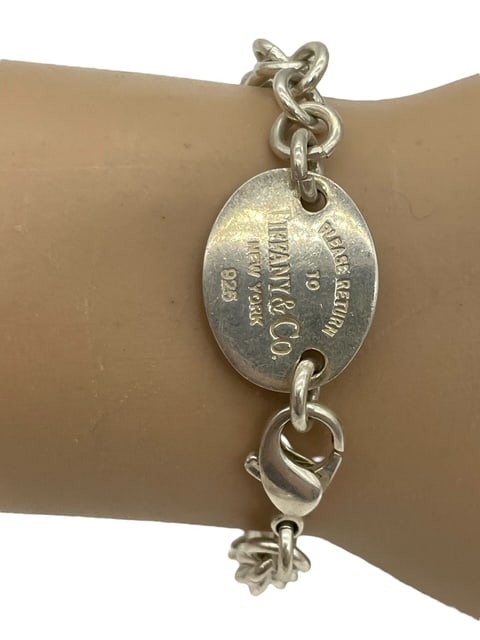 PLEASE RETURN
TO
TIFFANY & CO.
NEW YORK
925